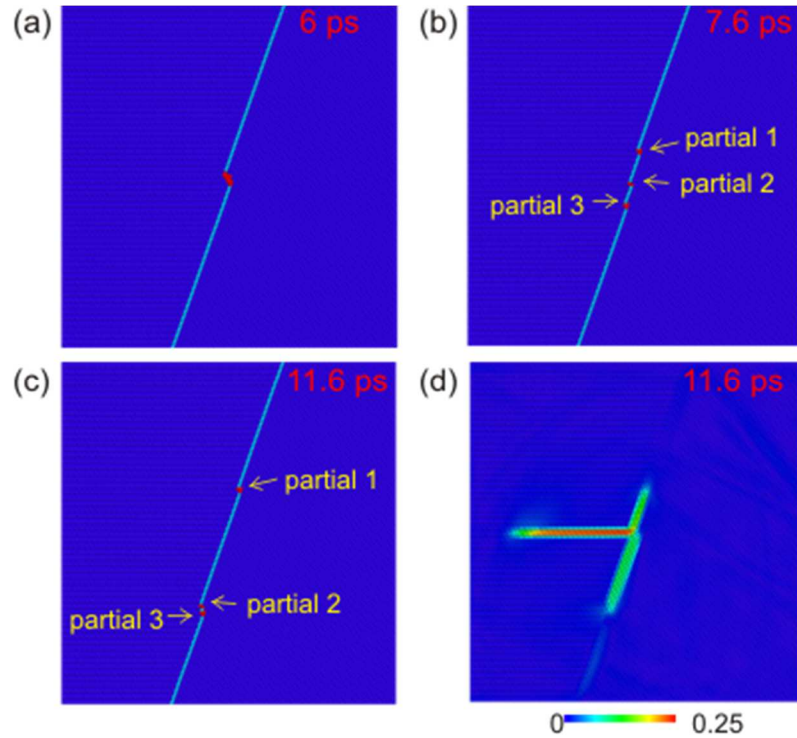 (a)
6 ps
(b)
7.6 ps
partial 1
partial 2
partial 3
(c)
11.6 ps
partial 1
partial 2
partial 3
(d)
11.6 ps
0 0.25